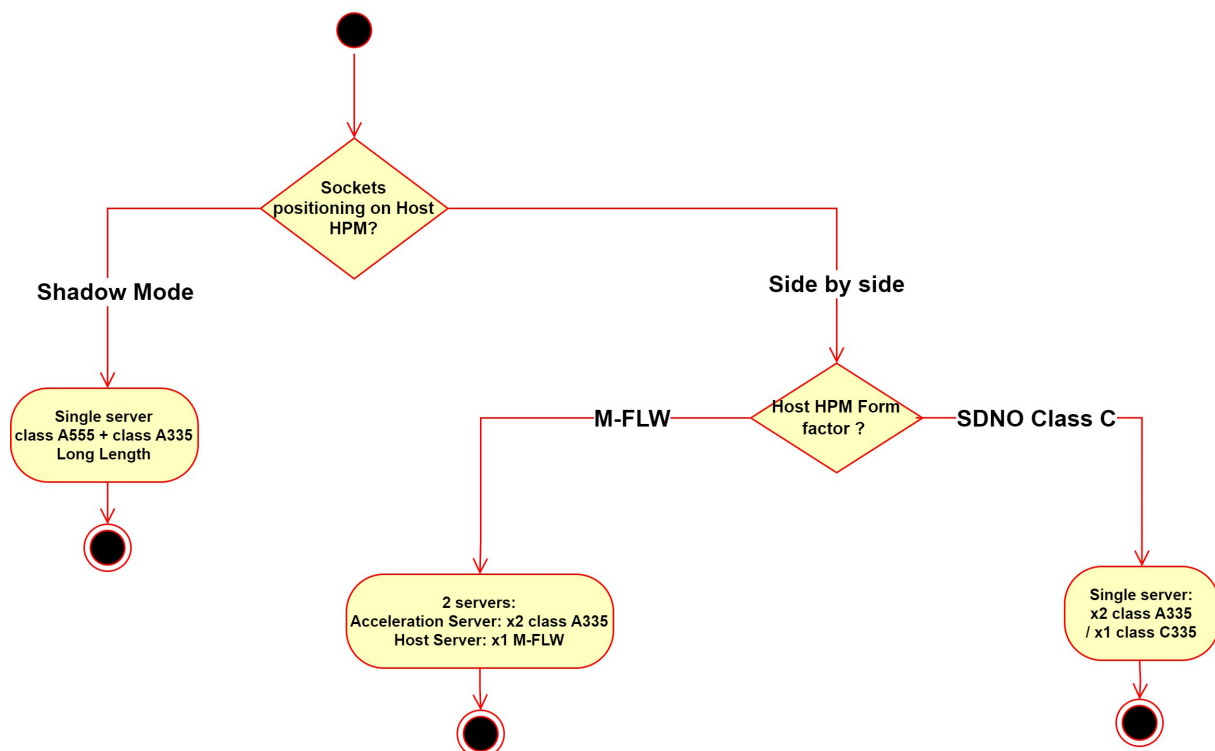 Sockets
positioning on Host
HPM?
Shadow Mode
Side by side
Single server
class A555 + class A335
Long Length
M-FLW
Host HPM Form
factor ?
SDNO Class C
2 servers:
Acceleration Server: x2 class A335
Host Server: x1 M-FLW
Single server:
x2 class A335
/ x1 class C335